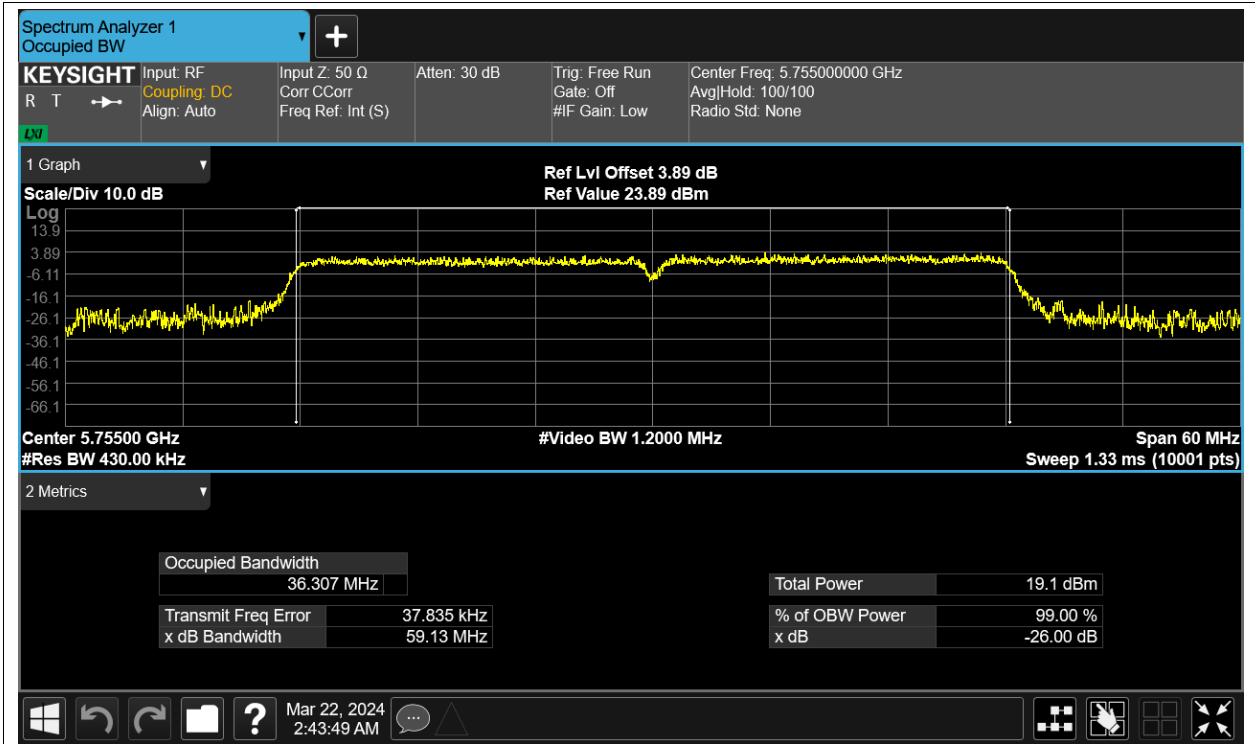 Spectrum Analyzer 1
Occupied BW
KEYSIGHT
R T
LXI
Input: RF
Coupling: DC
Align: Auto
Input Z: 50 Ω
Corr CCorr
Freq Ref: Int (S)
Atten: 30 dB
Trig: Free Run
Gate: Off
#IF Gain: Low
Center Freq: 5.755000000 GHz
Avg|Hold: 100/100
Radio Std: None
1 Graph
Scale/Div 10.0 dB
Ref Lvl Offset 3.89 dB
Ref Value 23.89 dBm
Log
13.9
3.89
-6.11
-16.1
-26.1
-36.1
-46.1
-56.1
-66.1
Center 5.75500 GHz
#Res BW 430.00 kHz
#Video BW 1.2000 MHz
Span 60 MHz
Sweep 1.33 ms (10001 pts)
2 Metrics
Occupied Bandwidth
36.307 MHz
Transmit Freq Error 37.835 kHz
x dB Bandwidth 59.13 MHz
Total Power 19.1 dBm
% of OBW Power 99.00 %
x dB -26.00 dB
Mar 22, 2024
2:43:49 AM